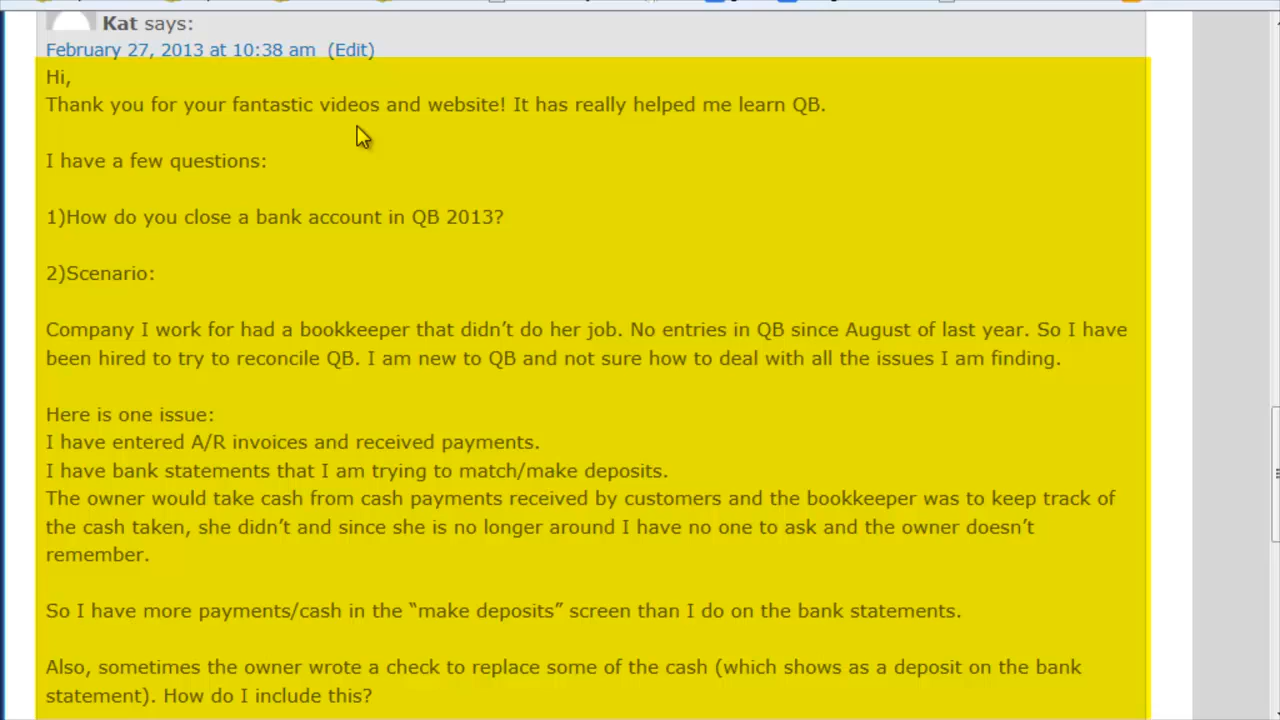 Kat says:
February 27, 2013 at 10:38 am  (Edit)
Hi,
Thank you for your fantastic videos and website! It has really helped me learn QB.
I have a few questions:
1)How do you close a bank account in QB 2013?
2)Scenario:
Company I work for had a bookkeeper that didn’t do her job. No entries in QB since August of last year. So I have
been hired to try to reconcile QB. I am new to QB and not sure how to deal with all the issues I am finding.
Here is one issue:
I have entered A/R invoices and received payments.
I have bank statements that I am trying to match/make deposits.
The owner would take cash from cash payments received by customers and the bookkeeper was to keep track of
the cash taken, she didn’t and since she is no longer around I have no one to ask and the owner doesn’t
remember.
So I have more payments/cash in the “make deposits” screen than I do on the bank statements.
Also, sometimes the owner wrote a check to replace some of the cash (which shows as a deposit on the bank
statement). How do I include this?